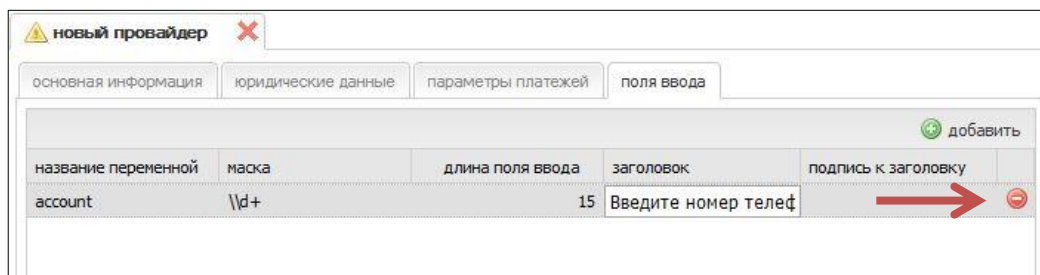 новый провайдер
основная информация юридические данные параметры платежей поля ввода
добавить
название переменной маска длина поля ввода заголовок подпись к заголовку
account \\d+ 15 Введите номер телеф